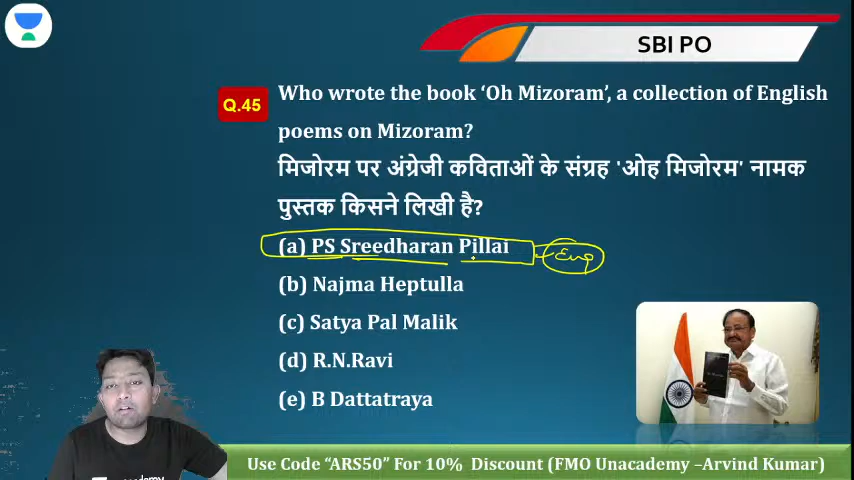 SBI PO
Q.45
Who wrote the book ‘Oh Mizoram’, a collection of English
poems on Mizoram?
मिजोरम पर अंग्रेजी कविताओं के संग्रह 'ओह मिजोरम' नामक
पुस्तक किसने लिखी है?
(a) PS Sreedharan Pillai
Eng
(b) Najma Heptulla
(c) Satya Pal Malik
(d) R.N.Ravi
(e) B Dattatraya
Use Code “ARS50” For 10% Discount (FMO Unacademy –Arvind Kumar)